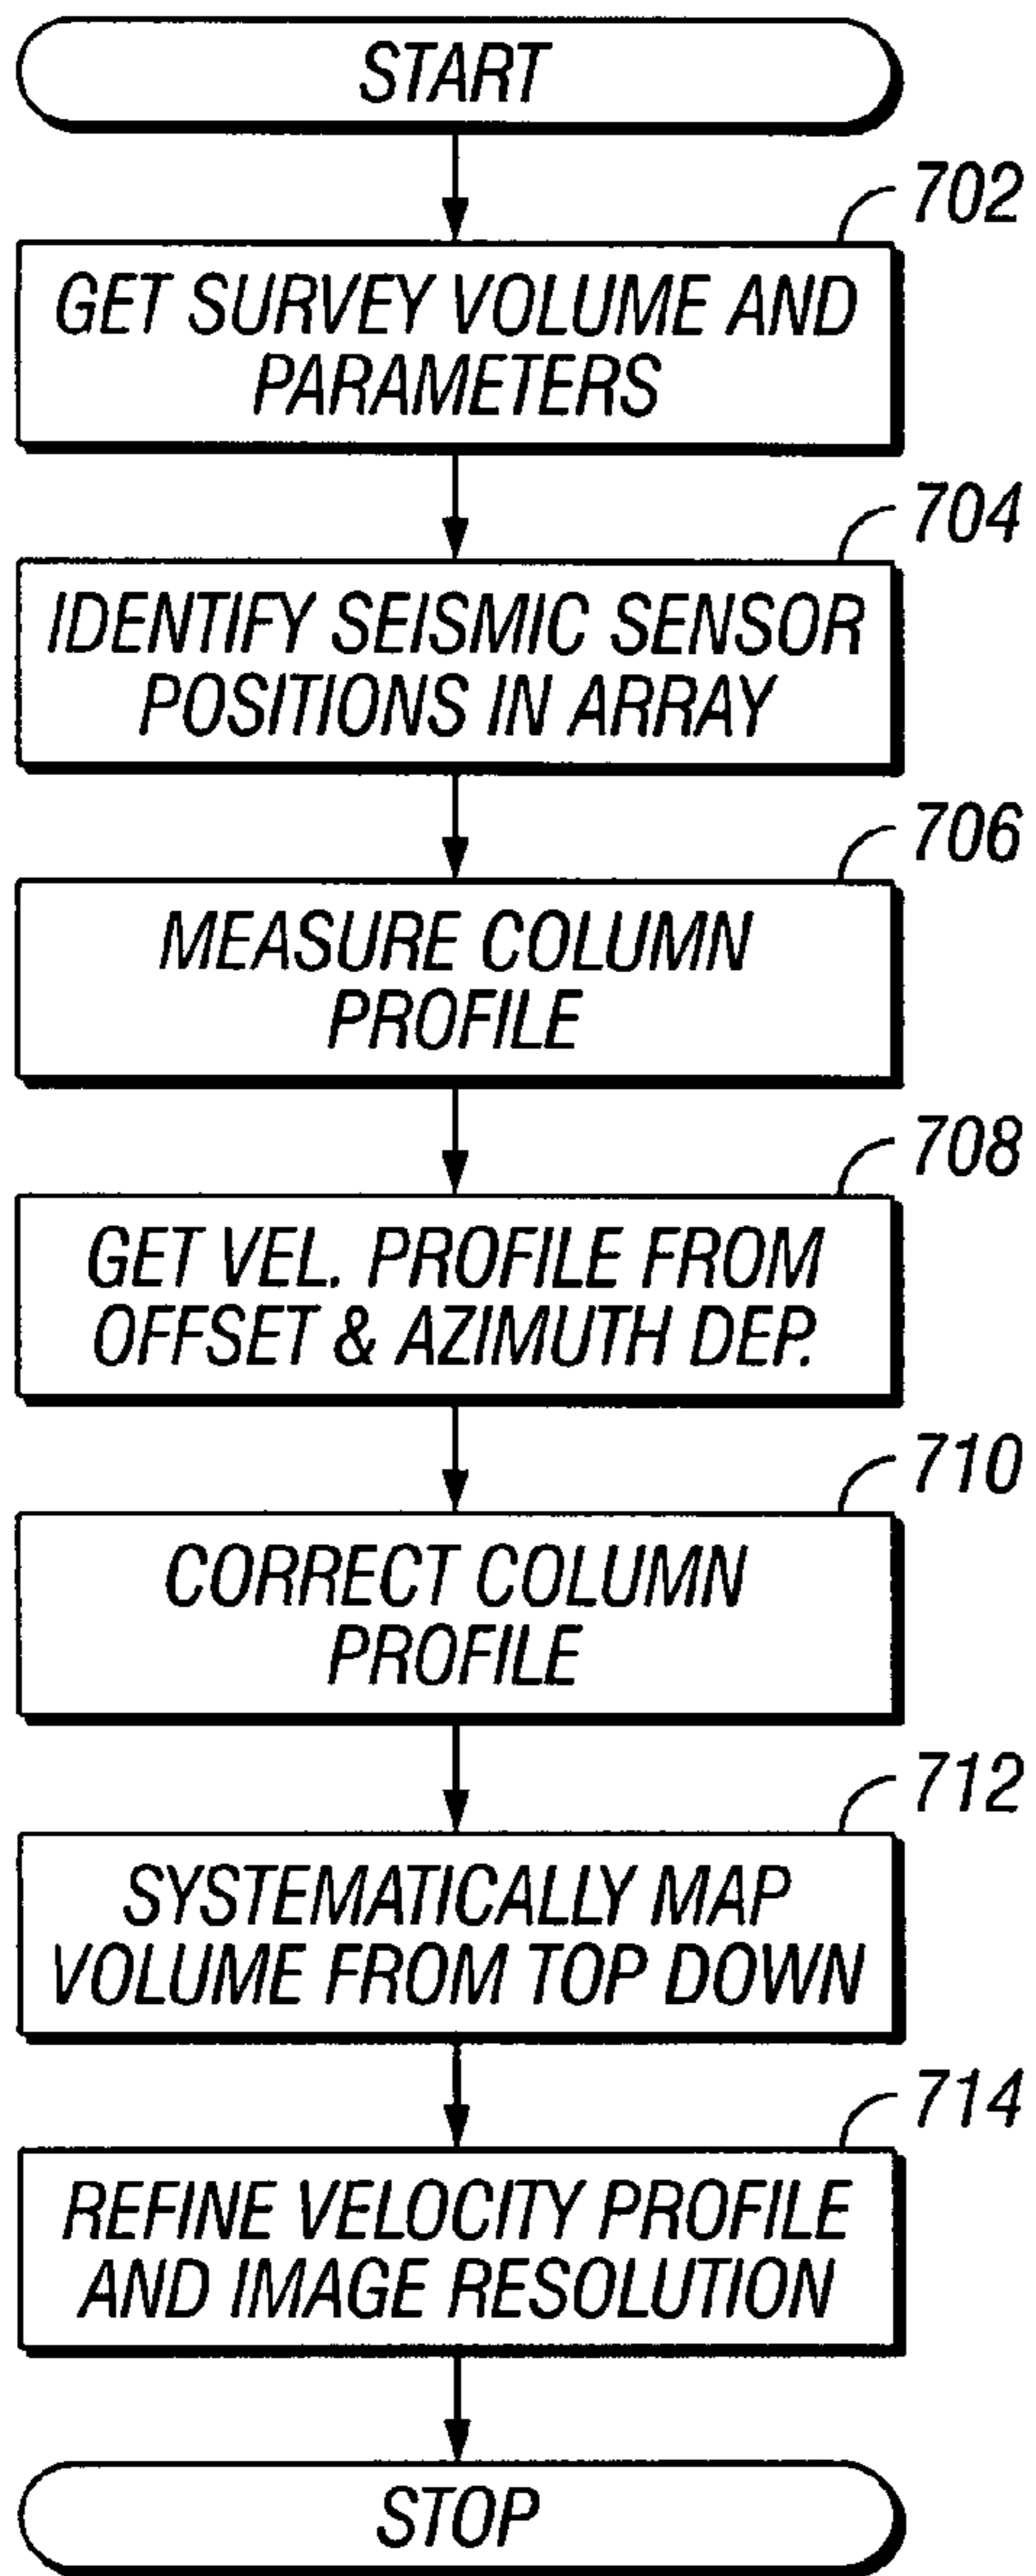 START
702
GET SURVEY VOLUME AND
PARAMETERS
704
IDENTIFY SEISMIC SENSOR
POSITIONS IN ARRAY
706
MEASURE COLUMN
PROFILE
708
GET VEL. PROFILE FROM
OFFSET & AZIMUTH DEP.
710
CORRECT COLUMN
PROFILE
712
SYSTEMATICALLY MAP
VOLUME FROM TOP DOWN
714
REFINE VELOCITY PROFILE
AND IMAGE RESOLUTION
STOP